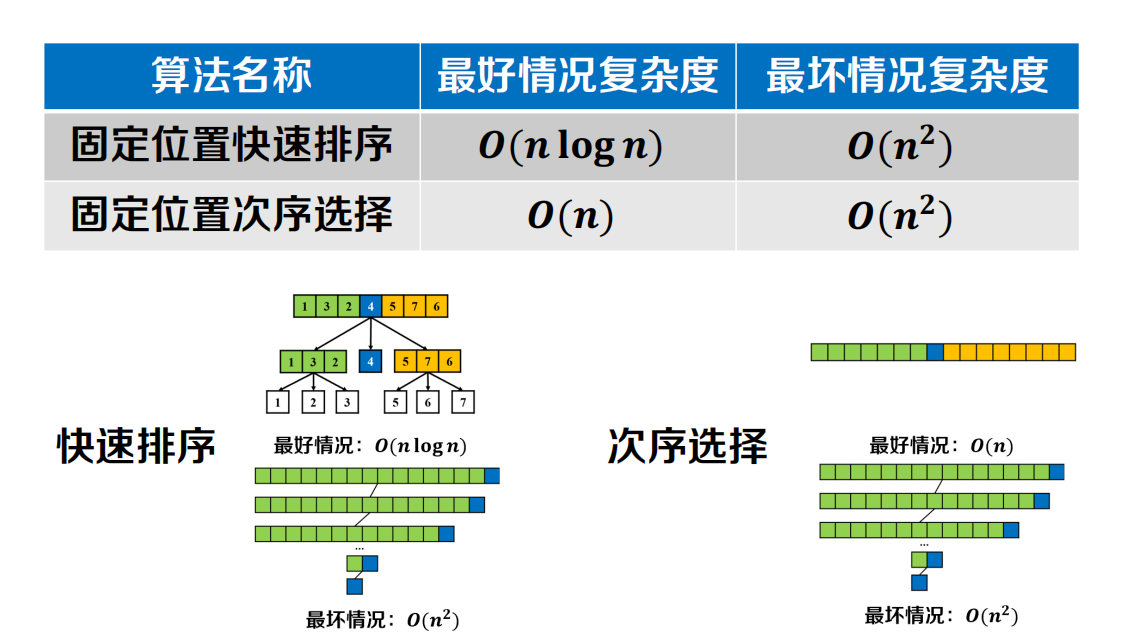 算法名称 最好情况复杂度 最坏情况复杂度
固定位置快速排序 O(n log n) O(n²)
固定位置次序选择 O(n) O(n²)
1 3 2 4 5 7 6
1 3 2 4 5 7 6
1 2 3 5 6 7
快速排序
最好情况：O(n log n)
...
最坏情况：O(n²)
次序选择
最好情况：O(n)
...
最坏情况：O(n²)